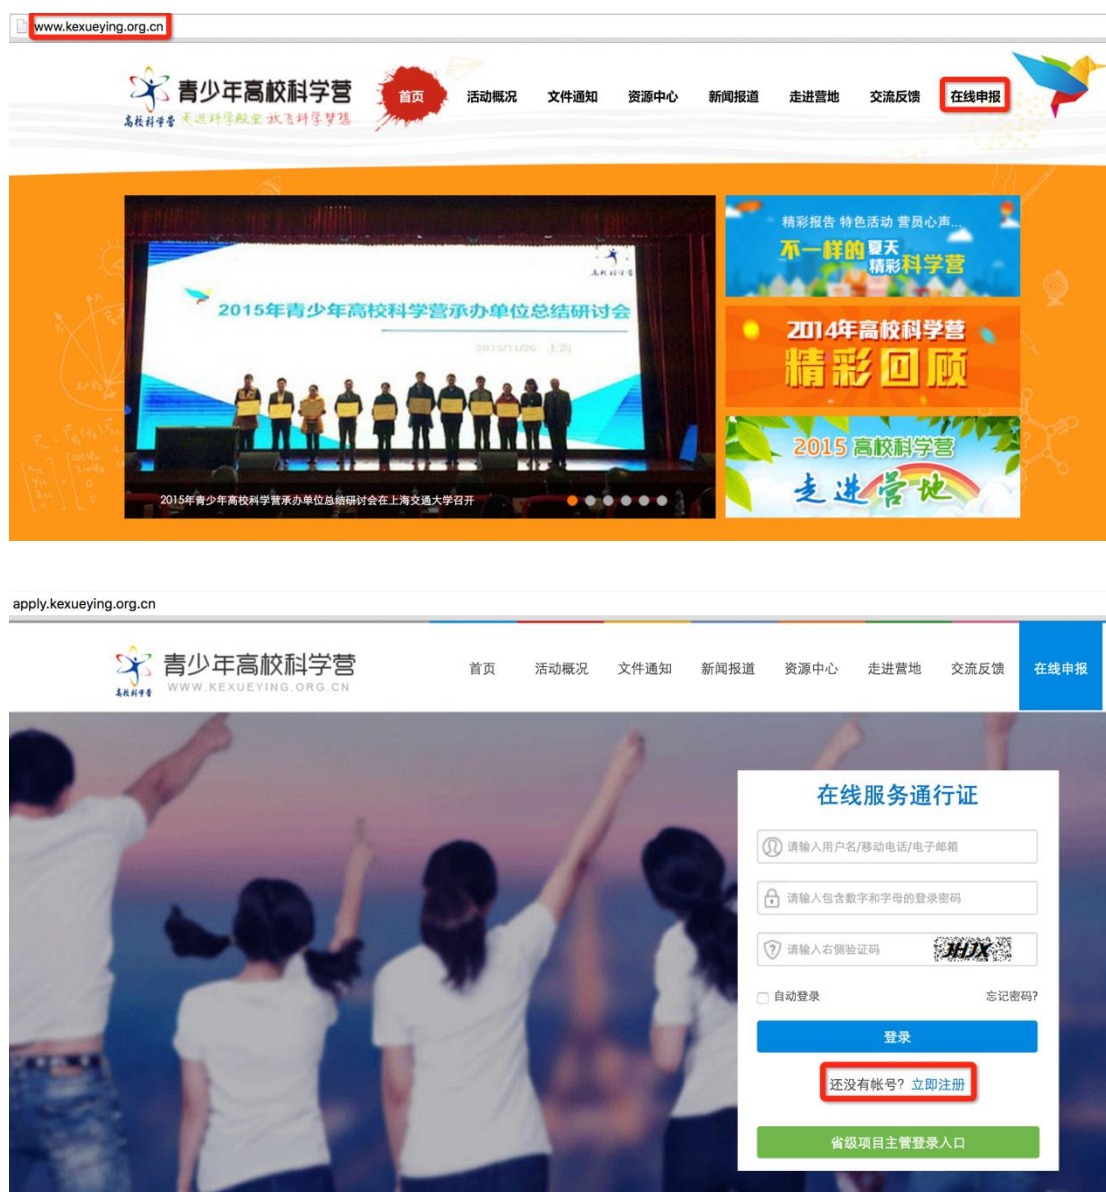 www.kexueying.org.cn
青少年高校科学营
高校科学营 走进科学殿堂 放飞科学梦想
首页 活动概况 文件通知 资源中心 新闻报道 走进营地 交流反馈 在线申报
高校科学营
2015年青少年高校科学营承办单位总结研讨会
2015/11/26 上海
2015年青少年高校科学营承办单位总结研讨会在上海交通大学召开
精彩报告 特色活动 营员心声...
不一样的夏天
精彩科学营
2014年高校科学营
精彩回顾
2015 高校科学营
走进营地
apply.kexueying.org.cn
青少年高校科学营
高校科学营 WWW.KEXUEYING.ORG.CN
首页 活动概况 文件通知 新闻报道 资源中心 走进营地 交流反馈 在线申报
在线服务通行证
请输入用户名/移动电话/电子邮箱
请输入包含数字和字母的登录密码
请输入右侧验证码 JHJX
自动登录 忘记密码?
登录
还没有帐号? 立即注册
省级项目主管登录入口